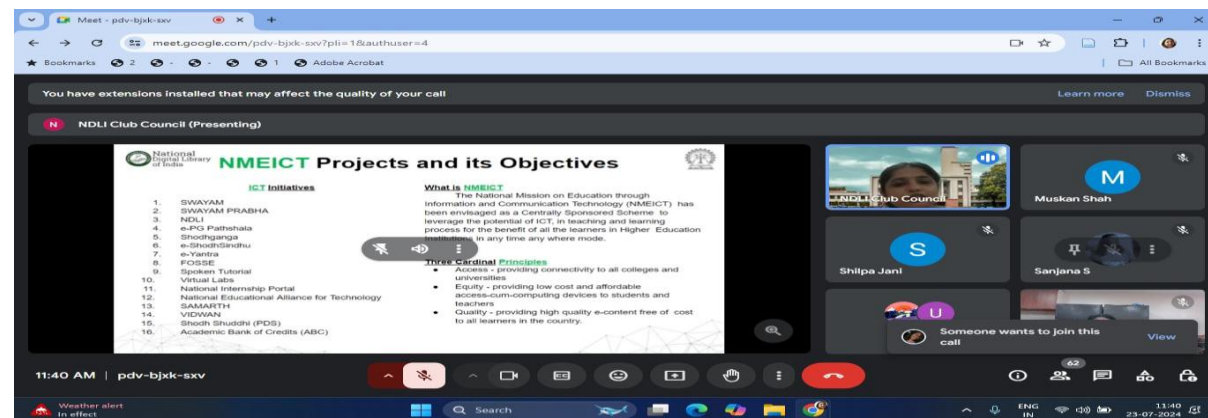 Meet - pdv-bjxk-sxv
meet.google.com/pdv-bjxk-sxv?pli=1&authuser=4
Bookmarks 2 - - 1 Adobe Acrobat All Bookmarks
You have extensions installed that may affect the quality of your call Learn more Dismiss
N NDLI Club Council (Presenting)
National Digital Library of India
NMEICT Projects and its Objectives
ICT Initiatives
1. SWAYAM
2. SWAYAM PRABHA
3. NDLI
4. e-PG Pathshala
5. Shodhganga
6. e-ShodhSindhu
7. e-Yantra
8. FOSSE
9. Spoken Tutorial
10. Virtual Labs
11. National Internship Portal
12. National Educational Alliance for Technology
13. SAMARTH
14. VIDWAN
15. Shodh Shuddhi (PDS)
16. Academic Bank of Credits (ABC)
What is NMEICT
The National Mission on Education through
Information and Communication Technology (NMEICT) has
been envisaged as a Centrally Sponsored Scheme to
leverage the potential of ICT, in teaching and learning
process for the benefit of all the learners in Higher Education
in any time any where mode.
Three Cardinal Principles
Access - providing connectivity to all colleges and
universities
Equity - providing low cost and affordable
access-cum-computing devices to students and
teachers
Quality - providing high quality e-content free of cost
to all learners in the country.
NDLI Club Council
M
Muskan Shah
S
Shilpa Jani
Sanjana S
U
Someone wants to join this
call
View
11:40 AM | pdv-bjxk-sxv
62
Weather alert
In effect
Search
ENG
IN
11:40
23-07-2024